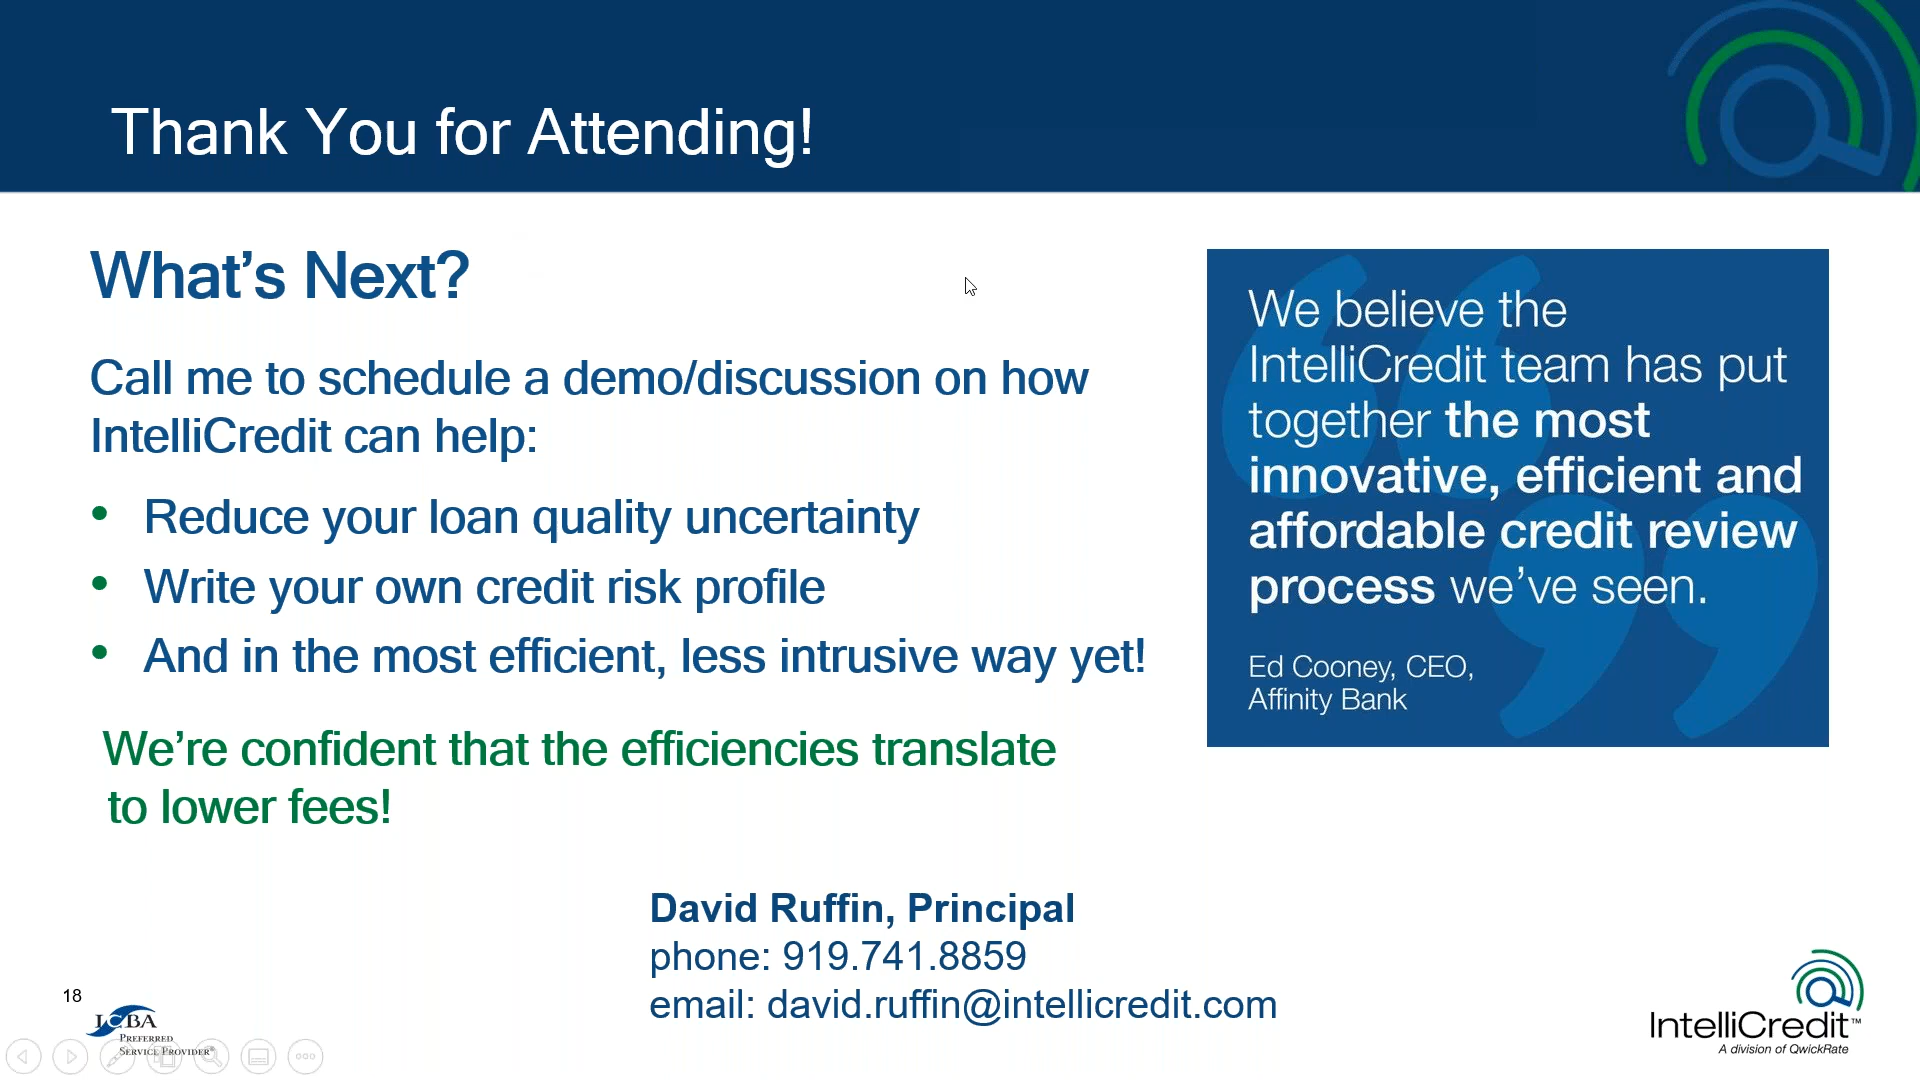 Thank You for Attending!
What’s Next?
Call me to schedule a demo/discussion on how
IntelliCredit can help:
• Reduce your loan quality uncertainty
• Write your own credit risk profile
• And in the most efficient, less intrusive way yet!
We’re confident that the efficiencies translate
to lower fees!
We believe the
IntelliCredit team has put
together the most
innovative, efficient and
affordable credit review
process we’ve seen.
Ed Cooney, CEO,
Affinity Bank
David Ruffin, Principal
phone: 919.741.8859
email: david.ruffin@intellicredit.com
18
ICBA
PREFERRED
SERVICE PROVIDER®
IntelliCredit™
A division of QwickRate